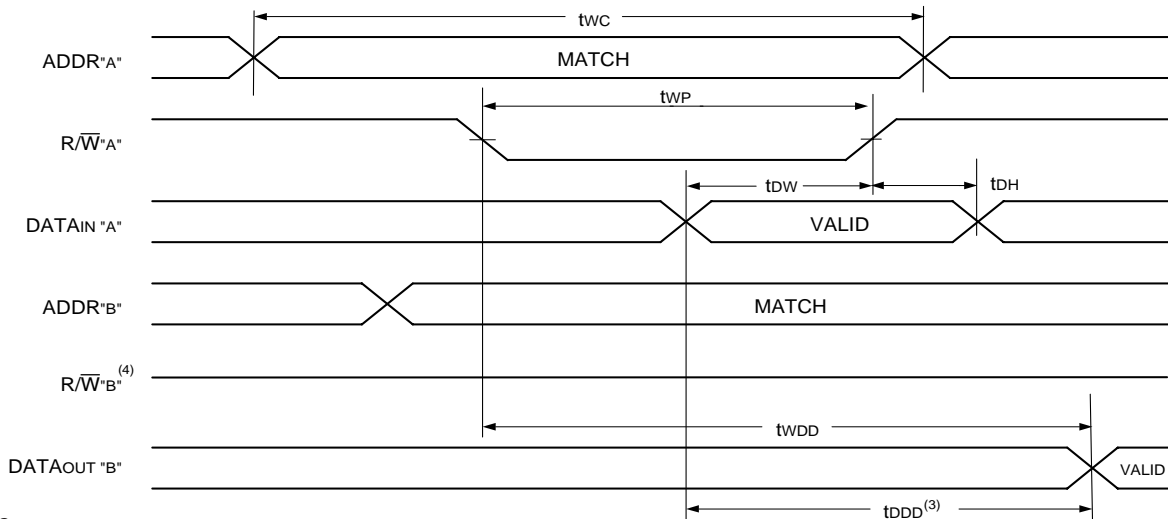 tWC
ADDR"A"
MATCH
tWP
R/W̅"A"
tDW
tDH
DATAIN "A"
VALID
ADDR"B"
MATCH
R/W̅"B"(4)
tWDD
DATAOUT "B"
VALID
tDDD(3)